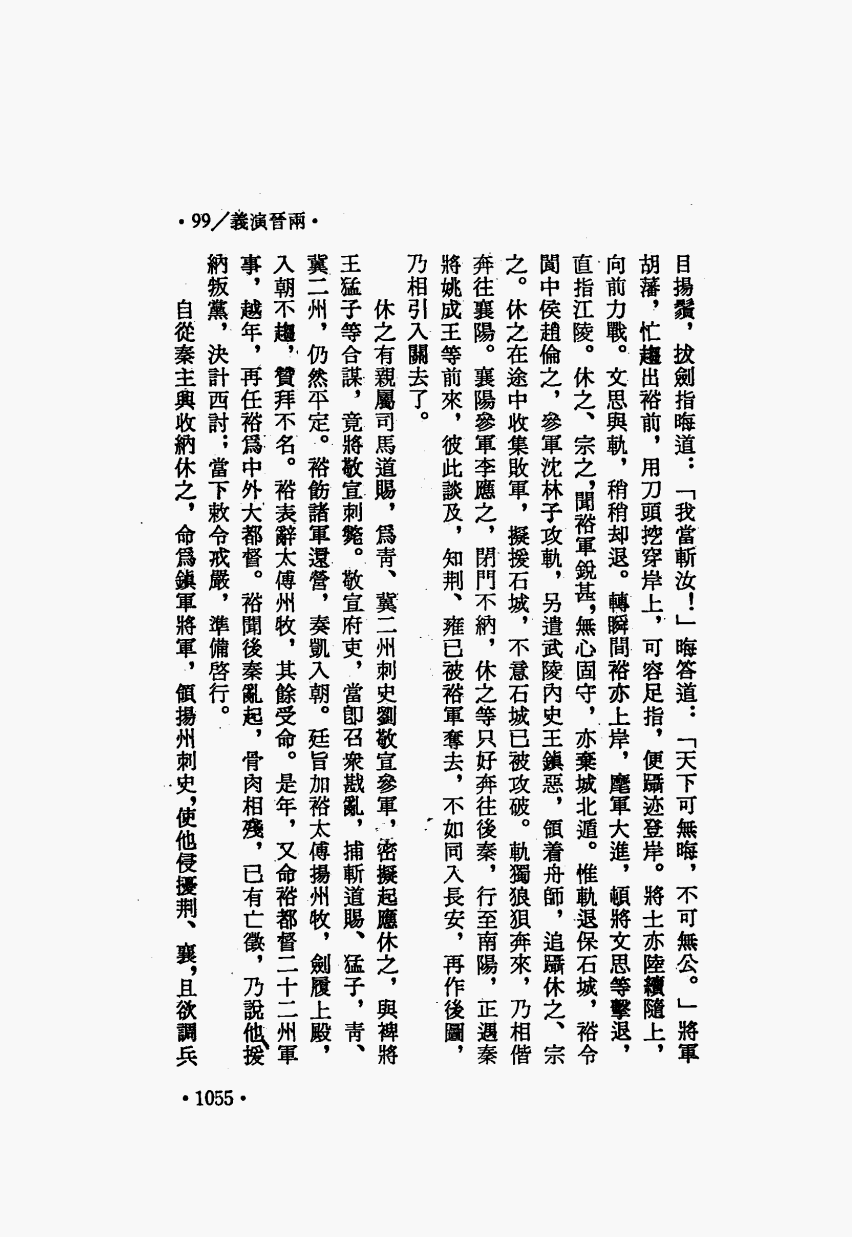 ·99／義演晉兩·
目揚鬚，拔劍指晦道：「我當斬汝！」晦答道：「天下可無晦，不可無公。」將軍
胡藩，忙趨出裕前，用刀頭挖穿岸上，可容足指，便躡迹登岸。將士亦陸續隨上，
向前力戰。文思與軌，稍稍却退。轉瞬間裕亦上岸，麾軍大進，頓將文思等擊退，
直指江陵。休之、宗之，聞裕軍銳甚，無心固守，亦棄城北遁。惟軌退保石城，裕令
閬中侯趙倫之，參軍沈林子攻軌，另遣武陵內史王鎮惡，領着舟師，追躡休之、宗
之。休之在途中收集敗軍，擬援石城，不意石城已被攻破。軌獨狼狽奔來，乃相偕
奔往襄陽。襄陽參軍李應之，閉門不納，休之等只好奔往後秦，行至南陽，正遇秦
將姚成王等前來，彼此談及，知荆、雍已被裕軍奪去，不如同入長安，再作後圖，
乃相引入關去了。
休之有親屬司馬道賜，爲青、冀二州刺史劉敬宣參軍，密擬起應休之，與裨將
王猛子等合謀，竟將敬宣刺斃。敬宣府吏，當卽召衆戡亂，捕斬道賜、猛子，青、
冀二州，仍然平定。裕飭諸軍還營，奏凱入朝。廷旨加裕太傅揚州牧，劍履上殿，
入朝不趨，贊拜不名。裕表辭太傅州牧，其餘受命。是年，又命裕都督二十二州軍
事，越年，再任裕爲中外大都督。裕聞後秦亂起，骨肉相殘，已有亡徵，乃說他援
納叛黨，決計西討；當下敕令戒嚴，準備啓行。
自從秦主興收納休之，命爲鎮軍將軍，領揚州刺史，使他侵擾荆、襄，且欲調兵
·1055·